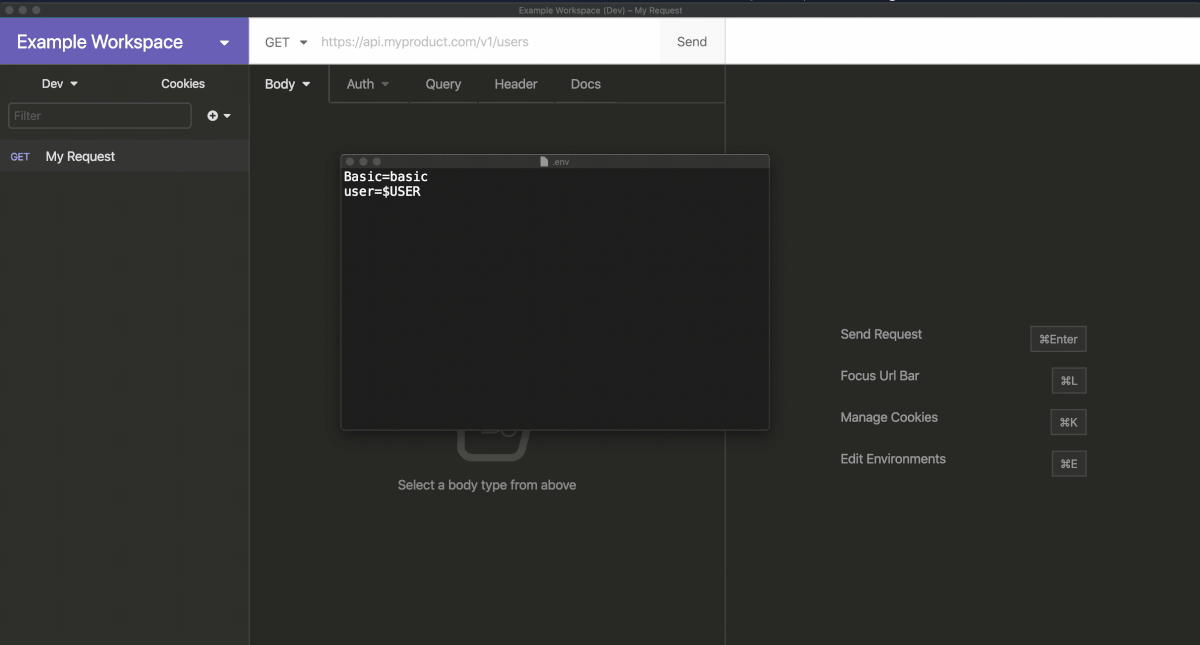 Example Workspace (Dev) – My Request
Example Workspace
GET https://api.myproduct.com/v1/users Send
Dev Cookies
Body Auth Query Header Docs
Filter
GET My Request
.env
Basic=basic
user=$USER
Send Request ⌘Enter
Focus Url Bar ⌘L
Manage Cookies ⌘K
Edit Environments ⌘E
Select a body type from above